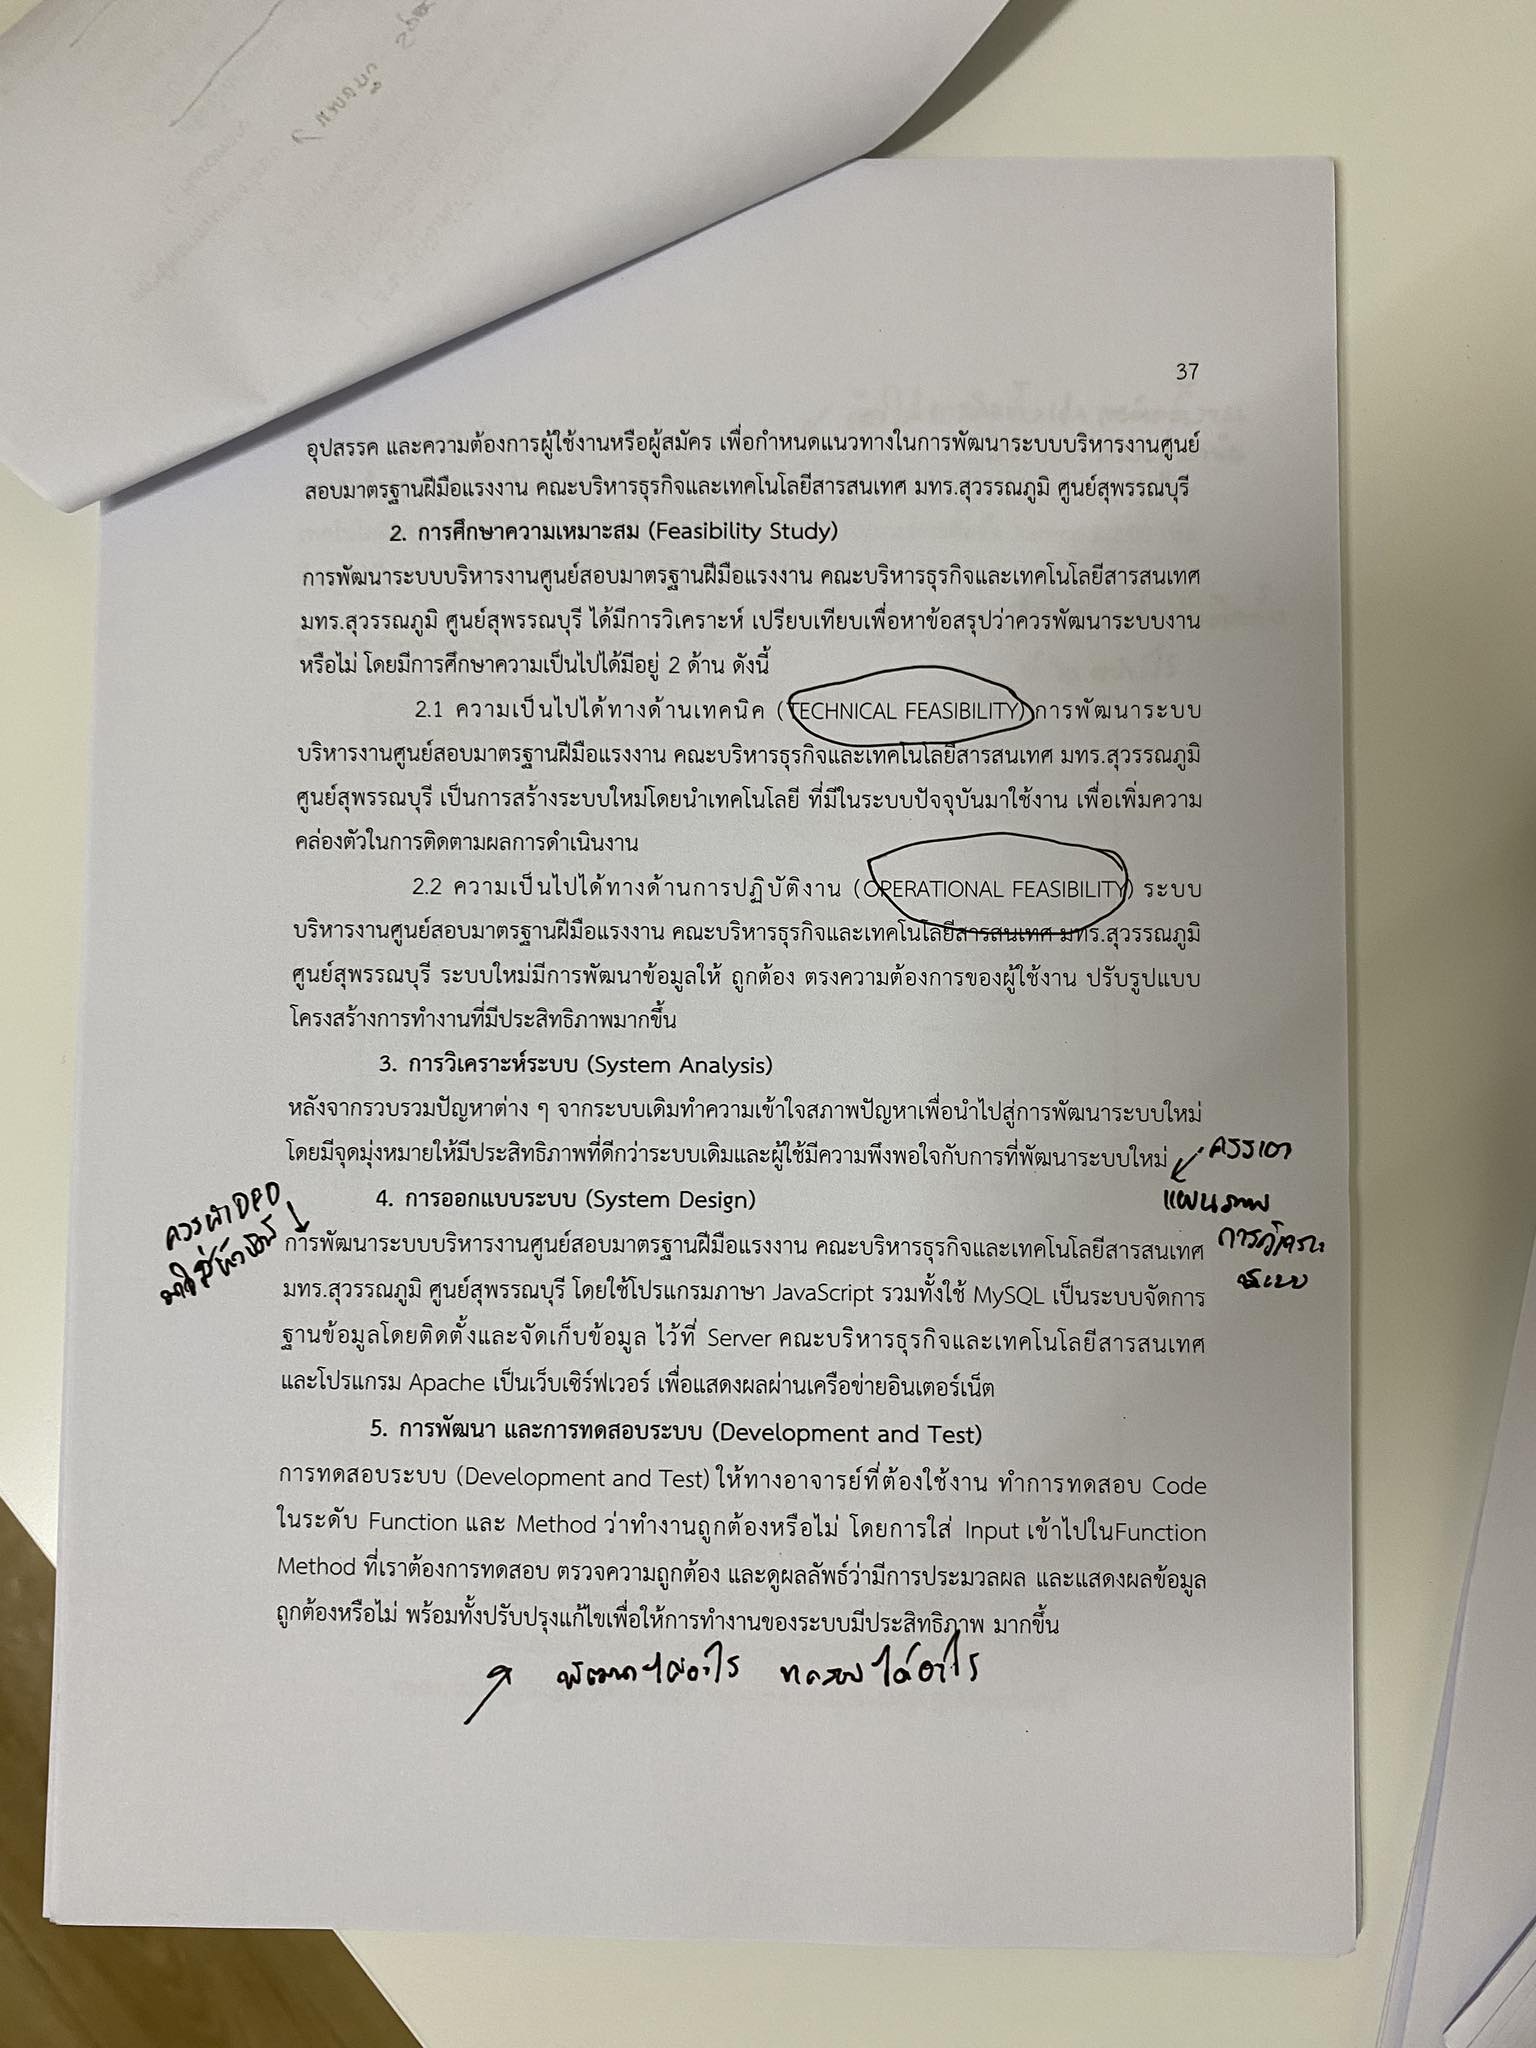 37
อุปสรรค และความต้องการผู้ใช้งานหรือผู้สมัคร เพื่อกำหนดแนวทางในการพัฒนาระบบบริหารงานศูนย์
สอบมาตรฐานฝีมือแรงงาน คณะบริหารธุรกิจและเทคโนโลยีสารสนเทศ มทร.สุวรรณภูมิ ศูนย์สุพรรณบุรี
2. การศึกษาความเหมาะสม (Feasibility Study)
การพัฒนาระบบบริหารงานศูนย์สอบมาตรฐานฝีมือแรงงาน คณะบริหารธุรกิจและเทคโนโลยีสารสนเทศ
มทร.สุวรรณภูมิ ศูนย์สุพรรณบุรี ได้มีการวิเคราะห์ เปรียบเทียบเพื่อหาข้อสรุปว่าควรพัฒนาระบบงาน
หรือไม่ โดยมีการศึกษาความเป็นไปได้มีอยู่ 2 ด้าน ดังนี้
2.1 ความเป็นไปได้ทางด้านเทคนิค (TECHNICAL FEASIBILITY) การพัฒนาระบบ
บริหารงานศูนย์สอบมาตรฐานฝีมือแรงงาน คณะบริหารธุรกิจและเทคโนโลยีสารสนเทศ มทร.สุวรรณภูมิ
ศูนย์สุพรรณบุรี เป็นการสร้างระบบใหม่โดยนำเทคโนโลยี ที่มีในระบบปัจจุบันมาใช้งาน เพื่อเพิ่มความ
คล่องตัวในการติดตามผลการดำเนินงาน
2.2 ความเป็นไปได้ทางด้านการปฏิบัติงาน (OPERATIONAL FEASIBILITY) ระบบ
บริหารงานศูนย์สอบมาตรฐานฝีมือแรงงาน คณะบริหารธุรกิจและเทคโนโลยีสารสนเทศ มทร.สุวรรณภูมิ
ศูนย์สุพรรณบุรี ระบบใหม่มีการพัฒนาข้อมูลให้ ถูกต้อง ตรงความต้องการของผู้ใช้งาน ปรับรูปแบบ
โครงสร้างการทำงานที่มีประสิทธิภาพมากขึ้น
3. การวิเคราะห์ระบบ (System Analysis)
หลังจากรวบรวมปัญหาต่าง ๆ จากระบบเดิมทำความเข้าใจสภาพปัญหาเพื่อนำไปสู่การพัฒนาระบบใหม่
โดยมีจุดมุ่งหมายให้มีประสิทธิภาพที่ดีกว่าระบบเดิมและผู้ใช้มีความพึงพอใจกับการที่พัฒนาระบบใหม่
แผนภาพ
4. การออกแบบระบบ (System Design)
ควรนำ DFD
การพัฒนาระบบบริหารงานศูนย์สอบมาตรฐานฝีมือแรงงาน คณะบริหารธุรกิจและเทคโนโลยีสารสนเทศ
มทร.สุวรรณภูมิ ศูนย์สุพรรณบุรี โดยใช้โปรแกรมภาษา JavaScript รวมทั้งใช้ MySQL เป็นระบบจัดการ
ฐานข้อมูลโดยติดตั้งและจัดเก็บข้อมูล ไว้ที่ Server คณะบริหารธุรกิจและเทคโนโลยีสารสนเทศ
และโปรแกรม Apache เป็นเว็บเซิร์ฟเวอร์ เพื่อแสดงผลผ่านเครือข่ายอินเตอร์เน็ต
5. การพัฒนา และการทดสอบระบบ (Development and Test)
การทดสอบระบบ (Development and Test) ให้ทางอาจารย์ที่ต้องใช้งาน ทำการทดสอบ Code
ในระดับ Function และ Method ว่าทำงานถูกต้องหรือไม่ โดยการใส่ Input เข้าไปในFunction
Method ที่เราต้องการทดสอบ ตรวจความถูกต้อง และดูผลลัพธ์ว่ามีการประมวลผล และแสดงผลข้อมูล
ถูกต้องหรือไม่ พร้อมทั้งปรับปรุงแก้ไขเพื่อให้การทำงานของระบบมีประสิทธิภาพ มากขึ้น
พัฒนาได้อะไร ทดสอบได้อะไร